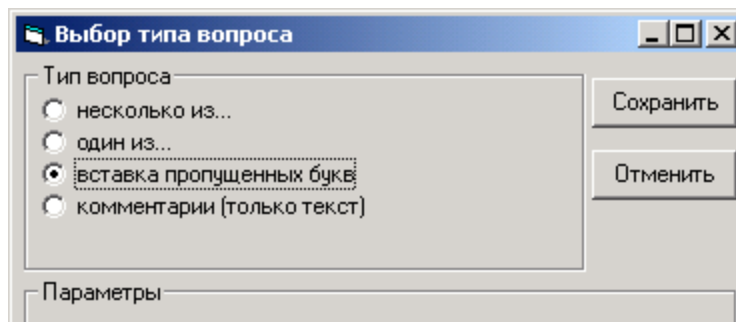 Выбор типа вопроса
Тип вопроса
несколько из...
один из...
вставка пропущенных букв
комментарии (только текст)
Сохранить
Отменить
Параметры